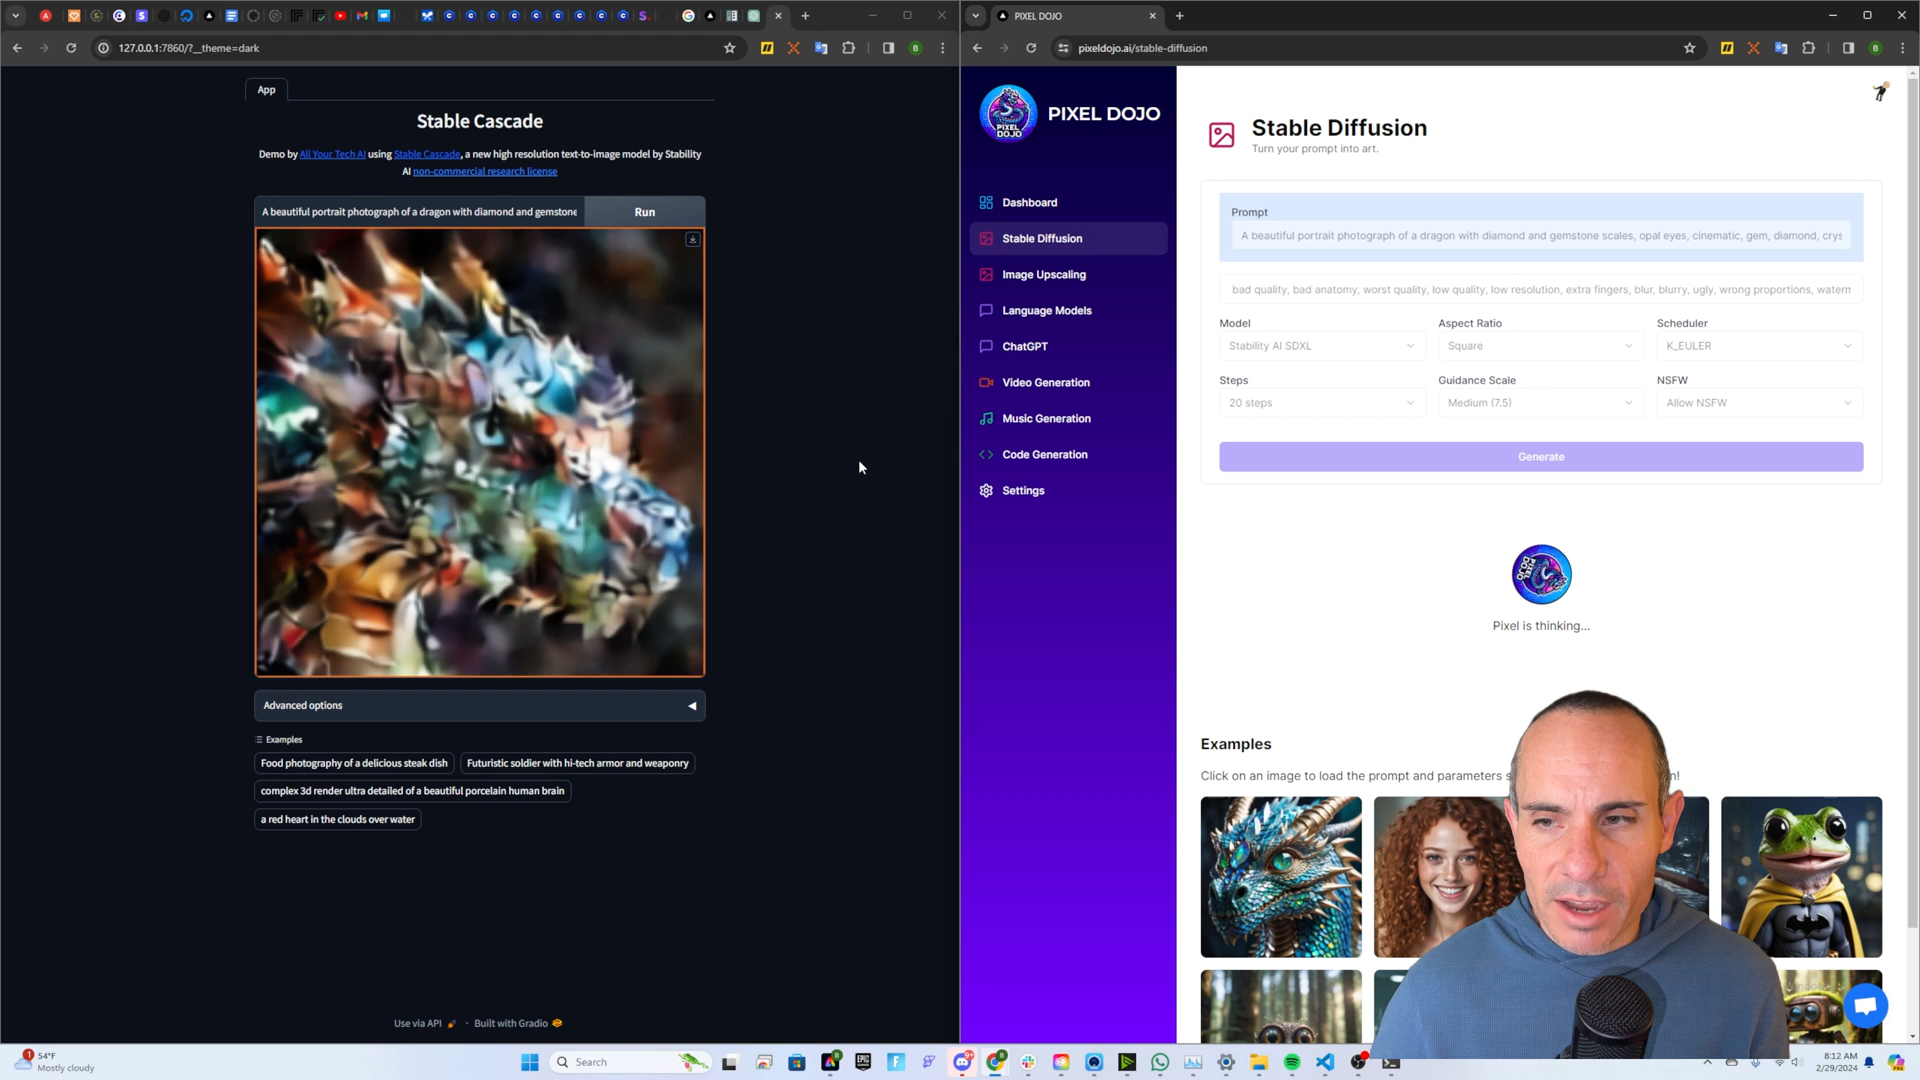 127.0.0.1:7860/?__theme=dark
App
Stable Cascade
Demo by All Your Tech AI using Stable Cascade, a new high resolution text-to-image model by Stability
AI non-commercial research license
A beautiful portrait photograph of a dragon with diamond and gemstone
Run
Advanced options
Examples
Food photography of a delicious steak dish
Futuristic soldier with hi-tech armor and weaponry
complex 3d render ultra detailed of a beautiful porcelain human brain
a red heart in the clouds over water
Use via API · Built with Gradio
PIXEL DOJO
pixeldojo.ai/stable-diffusion
PIXEL DOJO
PIXEL DOJO
Dashboard
Stable Diffusion
Image Upscaling
Language Models
ChatGPT
Video Generation
Music Generation
Code Generation
Settings
Stable Diffusion
Turn your prompt into art.
Prompt
A beautiful portrait photograph of a dragon with diamond and gemstone scales, opal eyes, cinematic, gem, diamond, crys
bad quality, bad anatomy, worst quality, low quality, low resolution, extra fingers, blur, blurry, ugly, wrong proportions, waterm
Model
Aspect Ratio
Scheduler
Stability AI SDXL
Square
K_EULER
Steps
Guidance Scale
NSFW
20 steps
Medium (7.5)
Allow NSFW
Generate
PIXEL DOJO
Pixel is thinking...
Examples
Click on an image to load the prompt and parameters s
!
54°F
Mostly cloudy
Search
8:12 AM
2/29/2024